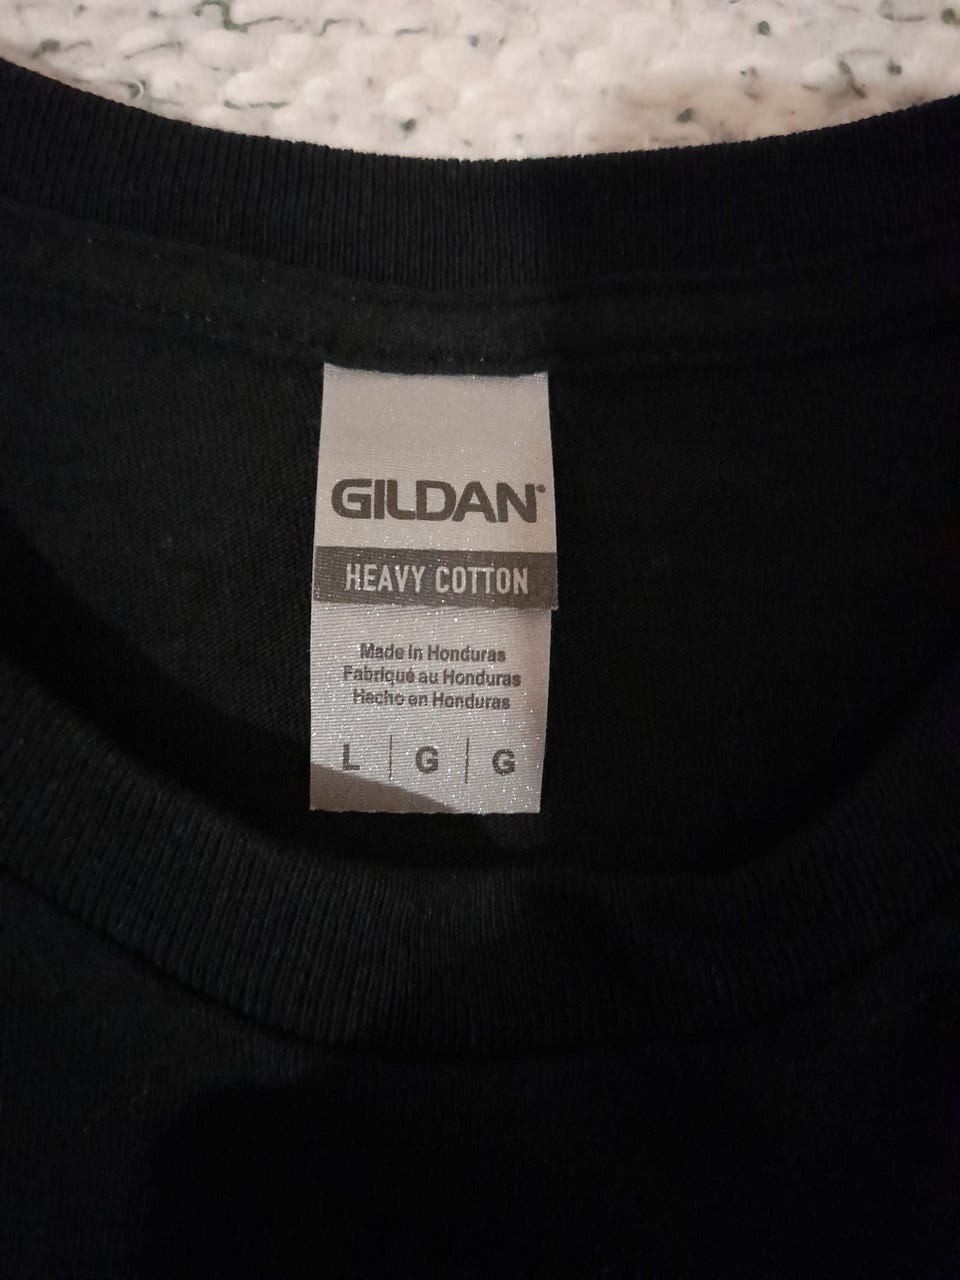 GILDAN®
HEAVY COTTON
Made in Honduras
Fabriqué au Honduras
Hecho en Honduras
L | G | G